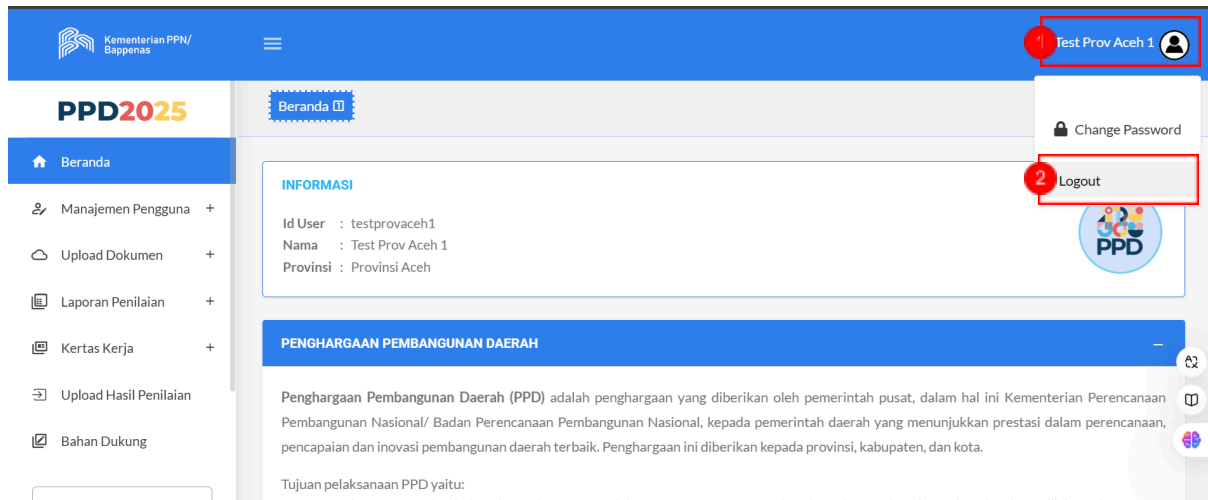 Kementerian PPN/
Bappenas
1 Test Prov Aceh 1
PPD2025
Beranda
Change Password
2 Logout
Beranda
Manajemen Pengguna +
Upload Dokumen +
Laporan Penilaian +
Kertas Kerja +
Upload Hasil Penilaian
Bahan Dukung
INFORMASI
Id User : testprovaceh1
Nama : Test Prov Aceh 1
Provinsi : Provinsi Aceh
PPD
PENGHARGAAN PEMBANGUNAN DAERAH
Penghargaan Pembangunan Daerah (PPD) adalah penghargaan yang diberikan oleh pemerintah pusat, dalam hal ini Kementerian Perencanaan
Pembangunan Nasional/ Badan Perencanaan Pembangunan Nasional, kepada pemerintah daerah yang menunjukkan prestasi dalam perencanaan,
pencapaian dan inovasi pembangunan daerah terbaik. Penghargaan ini diberikan kepada provinsi, kabupaten, dan kota.
Tujuan pelaksanaan PPD yaitu: